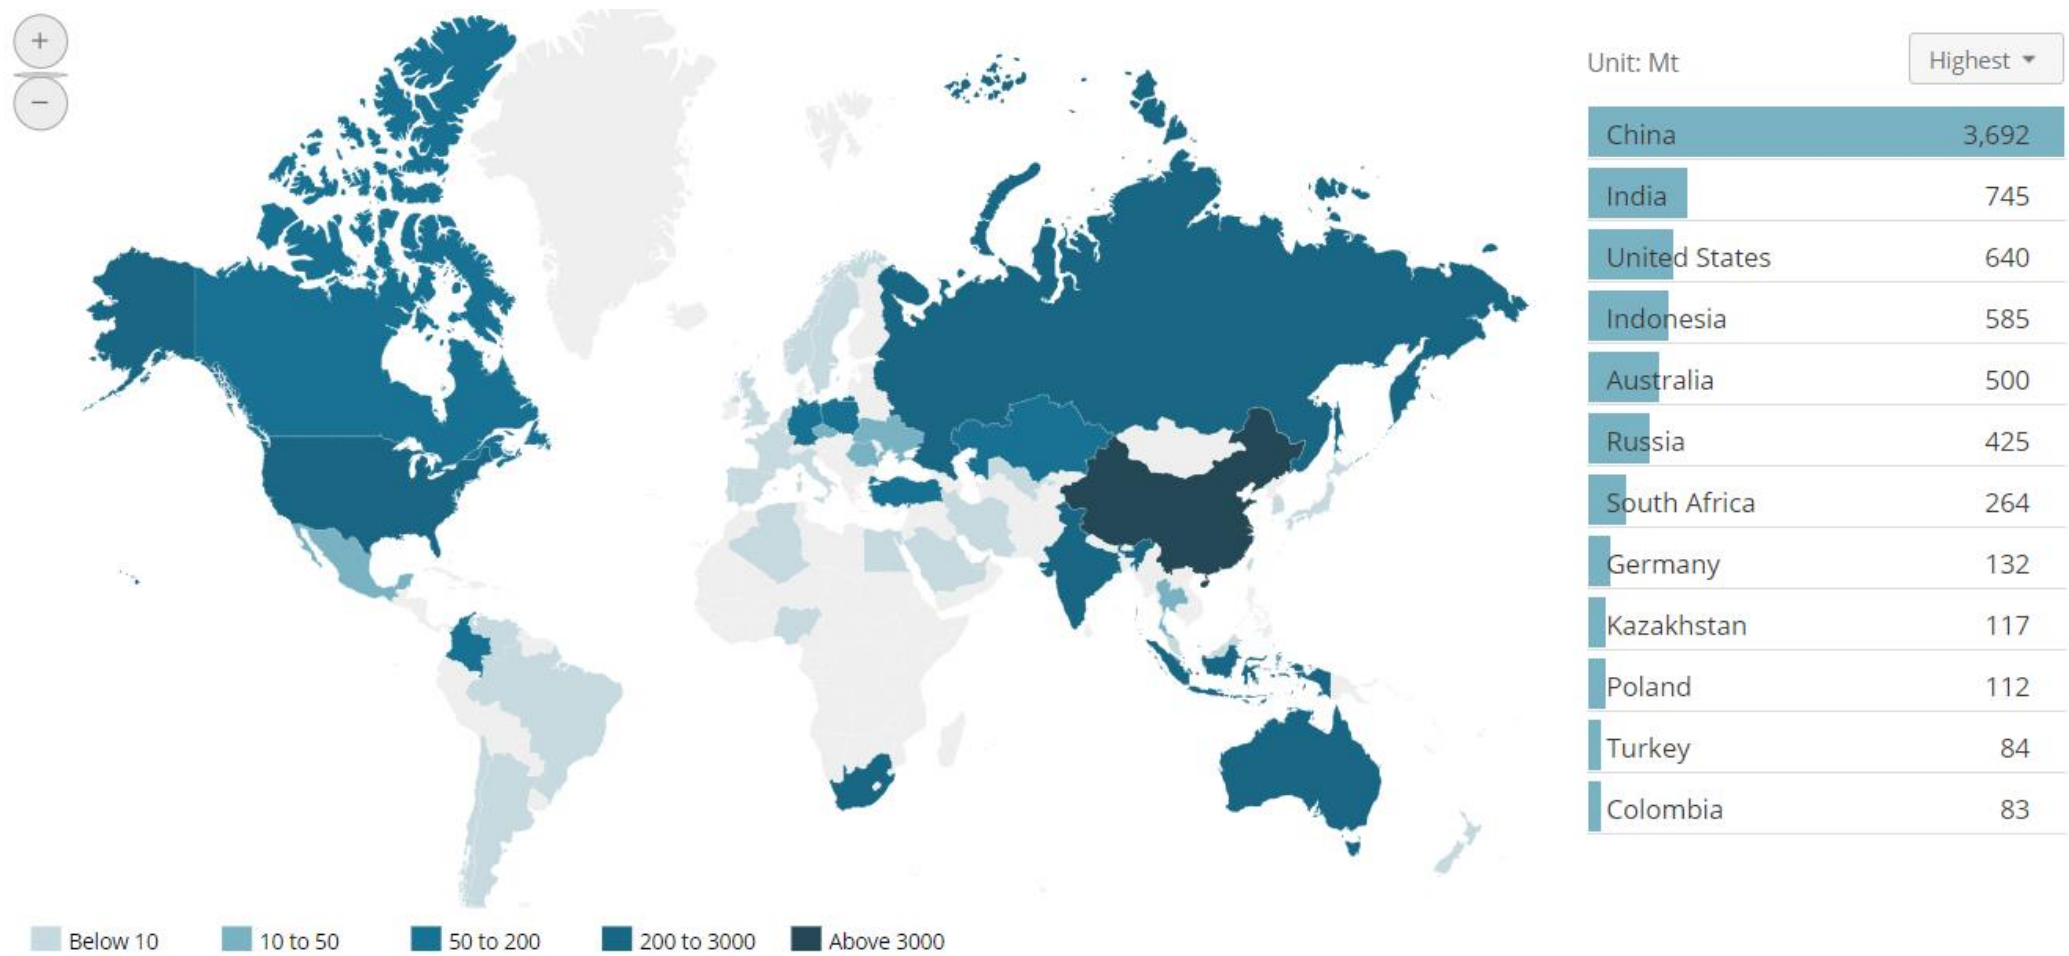 +
−
Unit: Mt
Highest
China 3,692
India 745
United States 640
Indonesia 585
Australia 500
Russia 425
South Africa 264
Germany 132
Kazakhstan 117
Poland 112
Turkey 84
Colombia 83
Below 10 10 to 50 50 to 200 200 to 3000 Above 3000